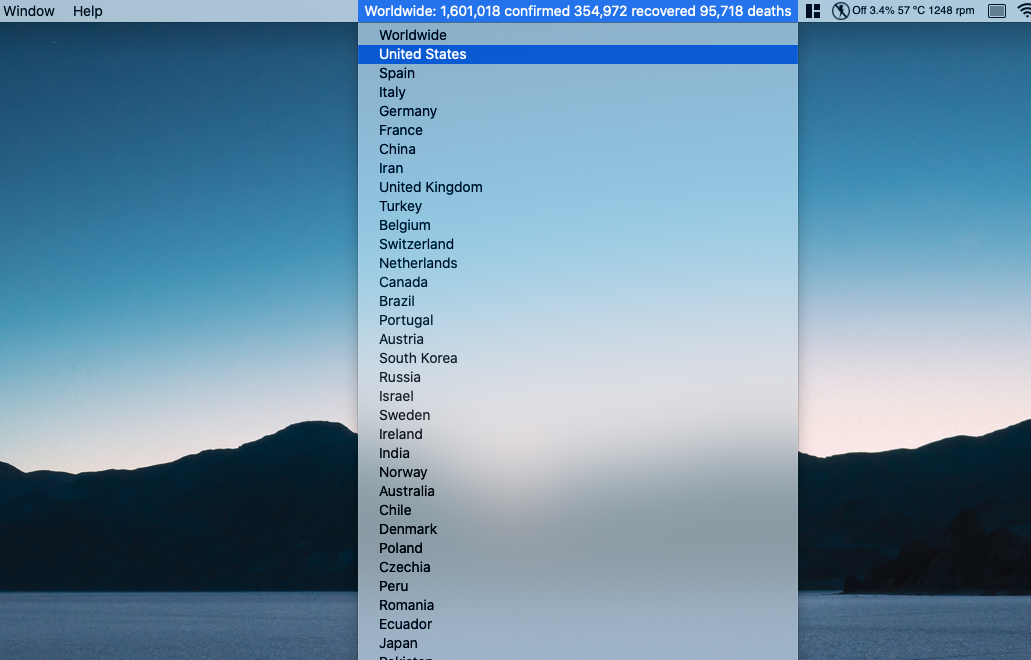 Window Help Worldwide: 1,601,018 confirmed 354,972 recovered 95,718 deaths Off 3.4% 57 °C 1248 rpm
Worldwide
United States
Spain
Italy
Germany
France
China
Iran
United Kingdom
Turkey
Belgium
Switzerland
Netherlands
Canada
Brazil
Portugal
Austria
South Korea
Russia
Israel
Sweden
Ireland
India
Norway
Australia
Chile
Denmark
Poland
Czechia
Peru
Romania
Ecuador
Japan